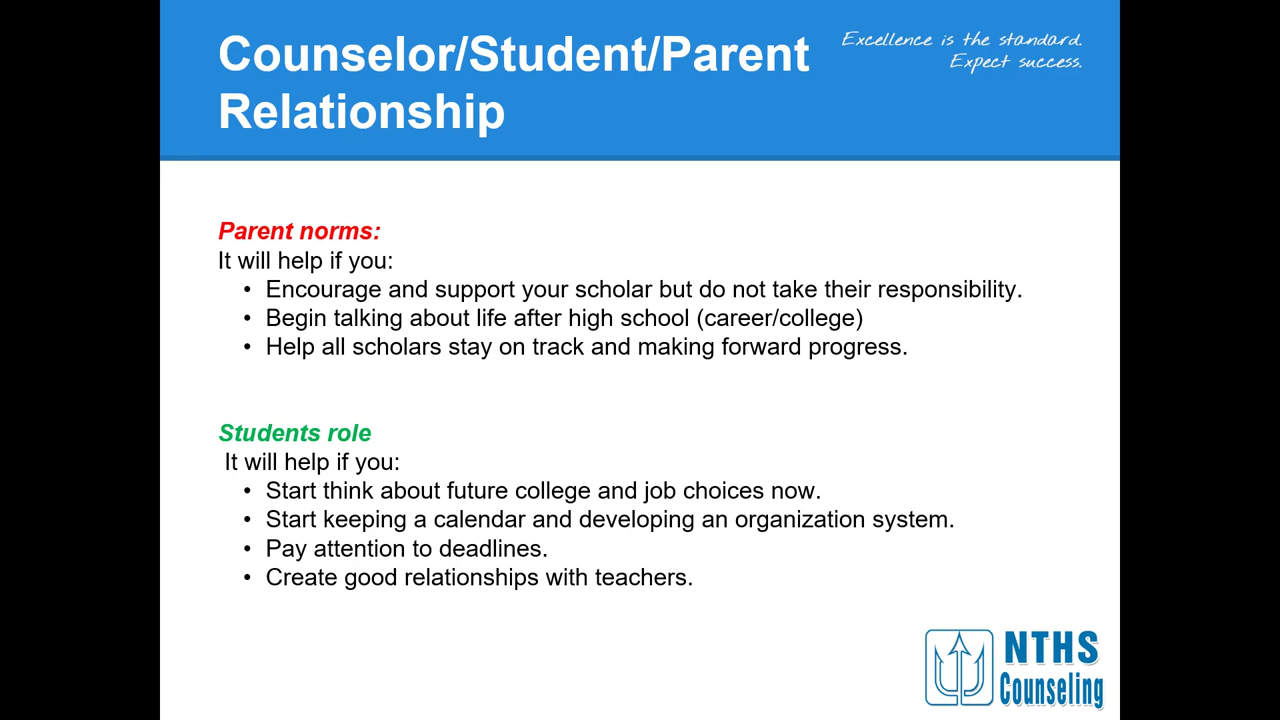 Counselor/Student/Parent
Relationship
Excellence is the standard.
Expect success.
Parent norms:
It will help if you:
• Encourage and support your scholar but do not take their responsibility.
• Begin talking about life after high school (career/college)
• Help all scholars stay on track and making forward progress.
Students role
It will help if you:
• Start think about future college and job choices now.
• Start keeping a calendar and developing an organization system.
• Pay attention to deadlines.
• Create good relationships with teachers.
NTHS
Counseling